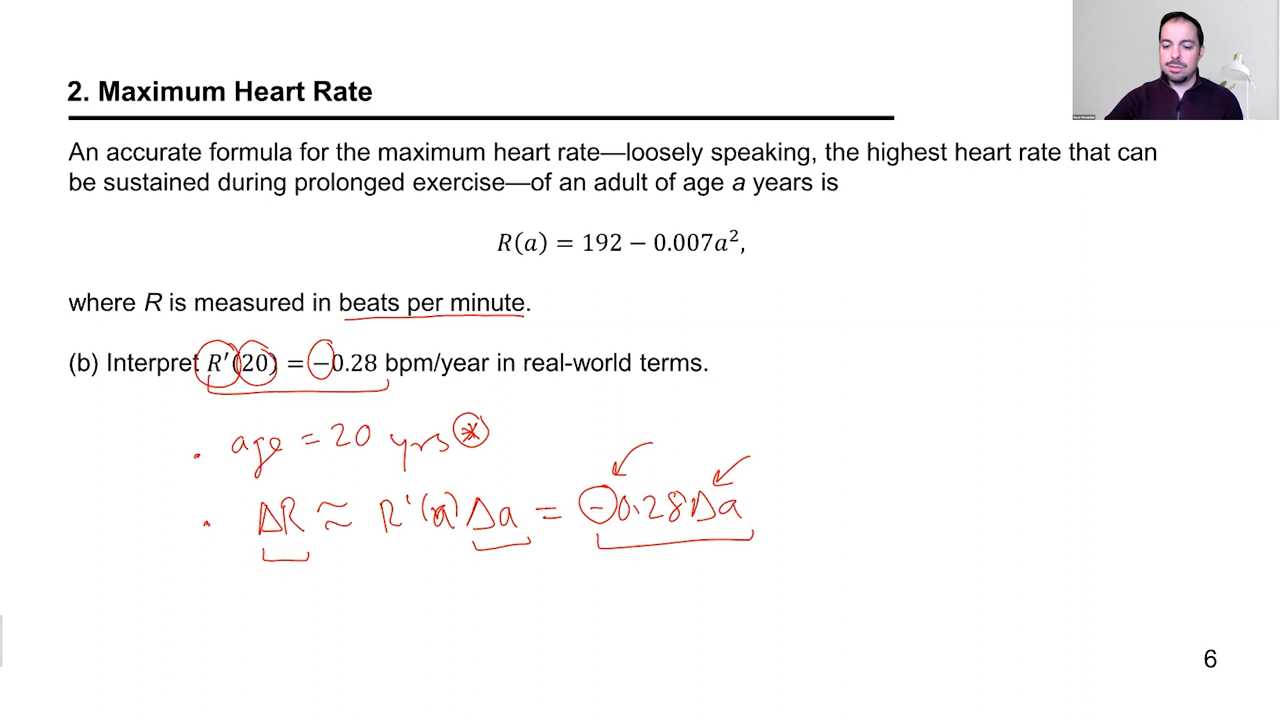 2. Maximum Heart Rate
An accurate formula for the maximum heart rate—loosely speaking, the highest heart rate that can
be sustained during prolonged exercise—of an adult of age a years is
R(a) = 192 − 0.007a²,
where R is measured in beats per minute.
(b) Interpret R′(20) = −0.28 bpm/year in real-world terms.
. age = 20 yrs *
. ΔR ≈ R'(a) Δa = -0.28 Δa
6